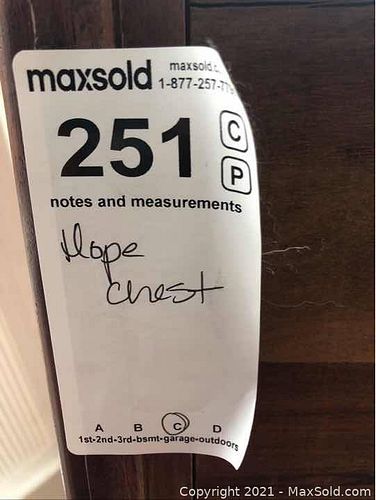 maxsold
maxsold.c
1-877-257-77
251
C
P
notes and measurements
Hope
chest
A B C D
1st-2nd-3rd-bsmt-garage-outdoors
Copyright © 2021 - MaxSold.com